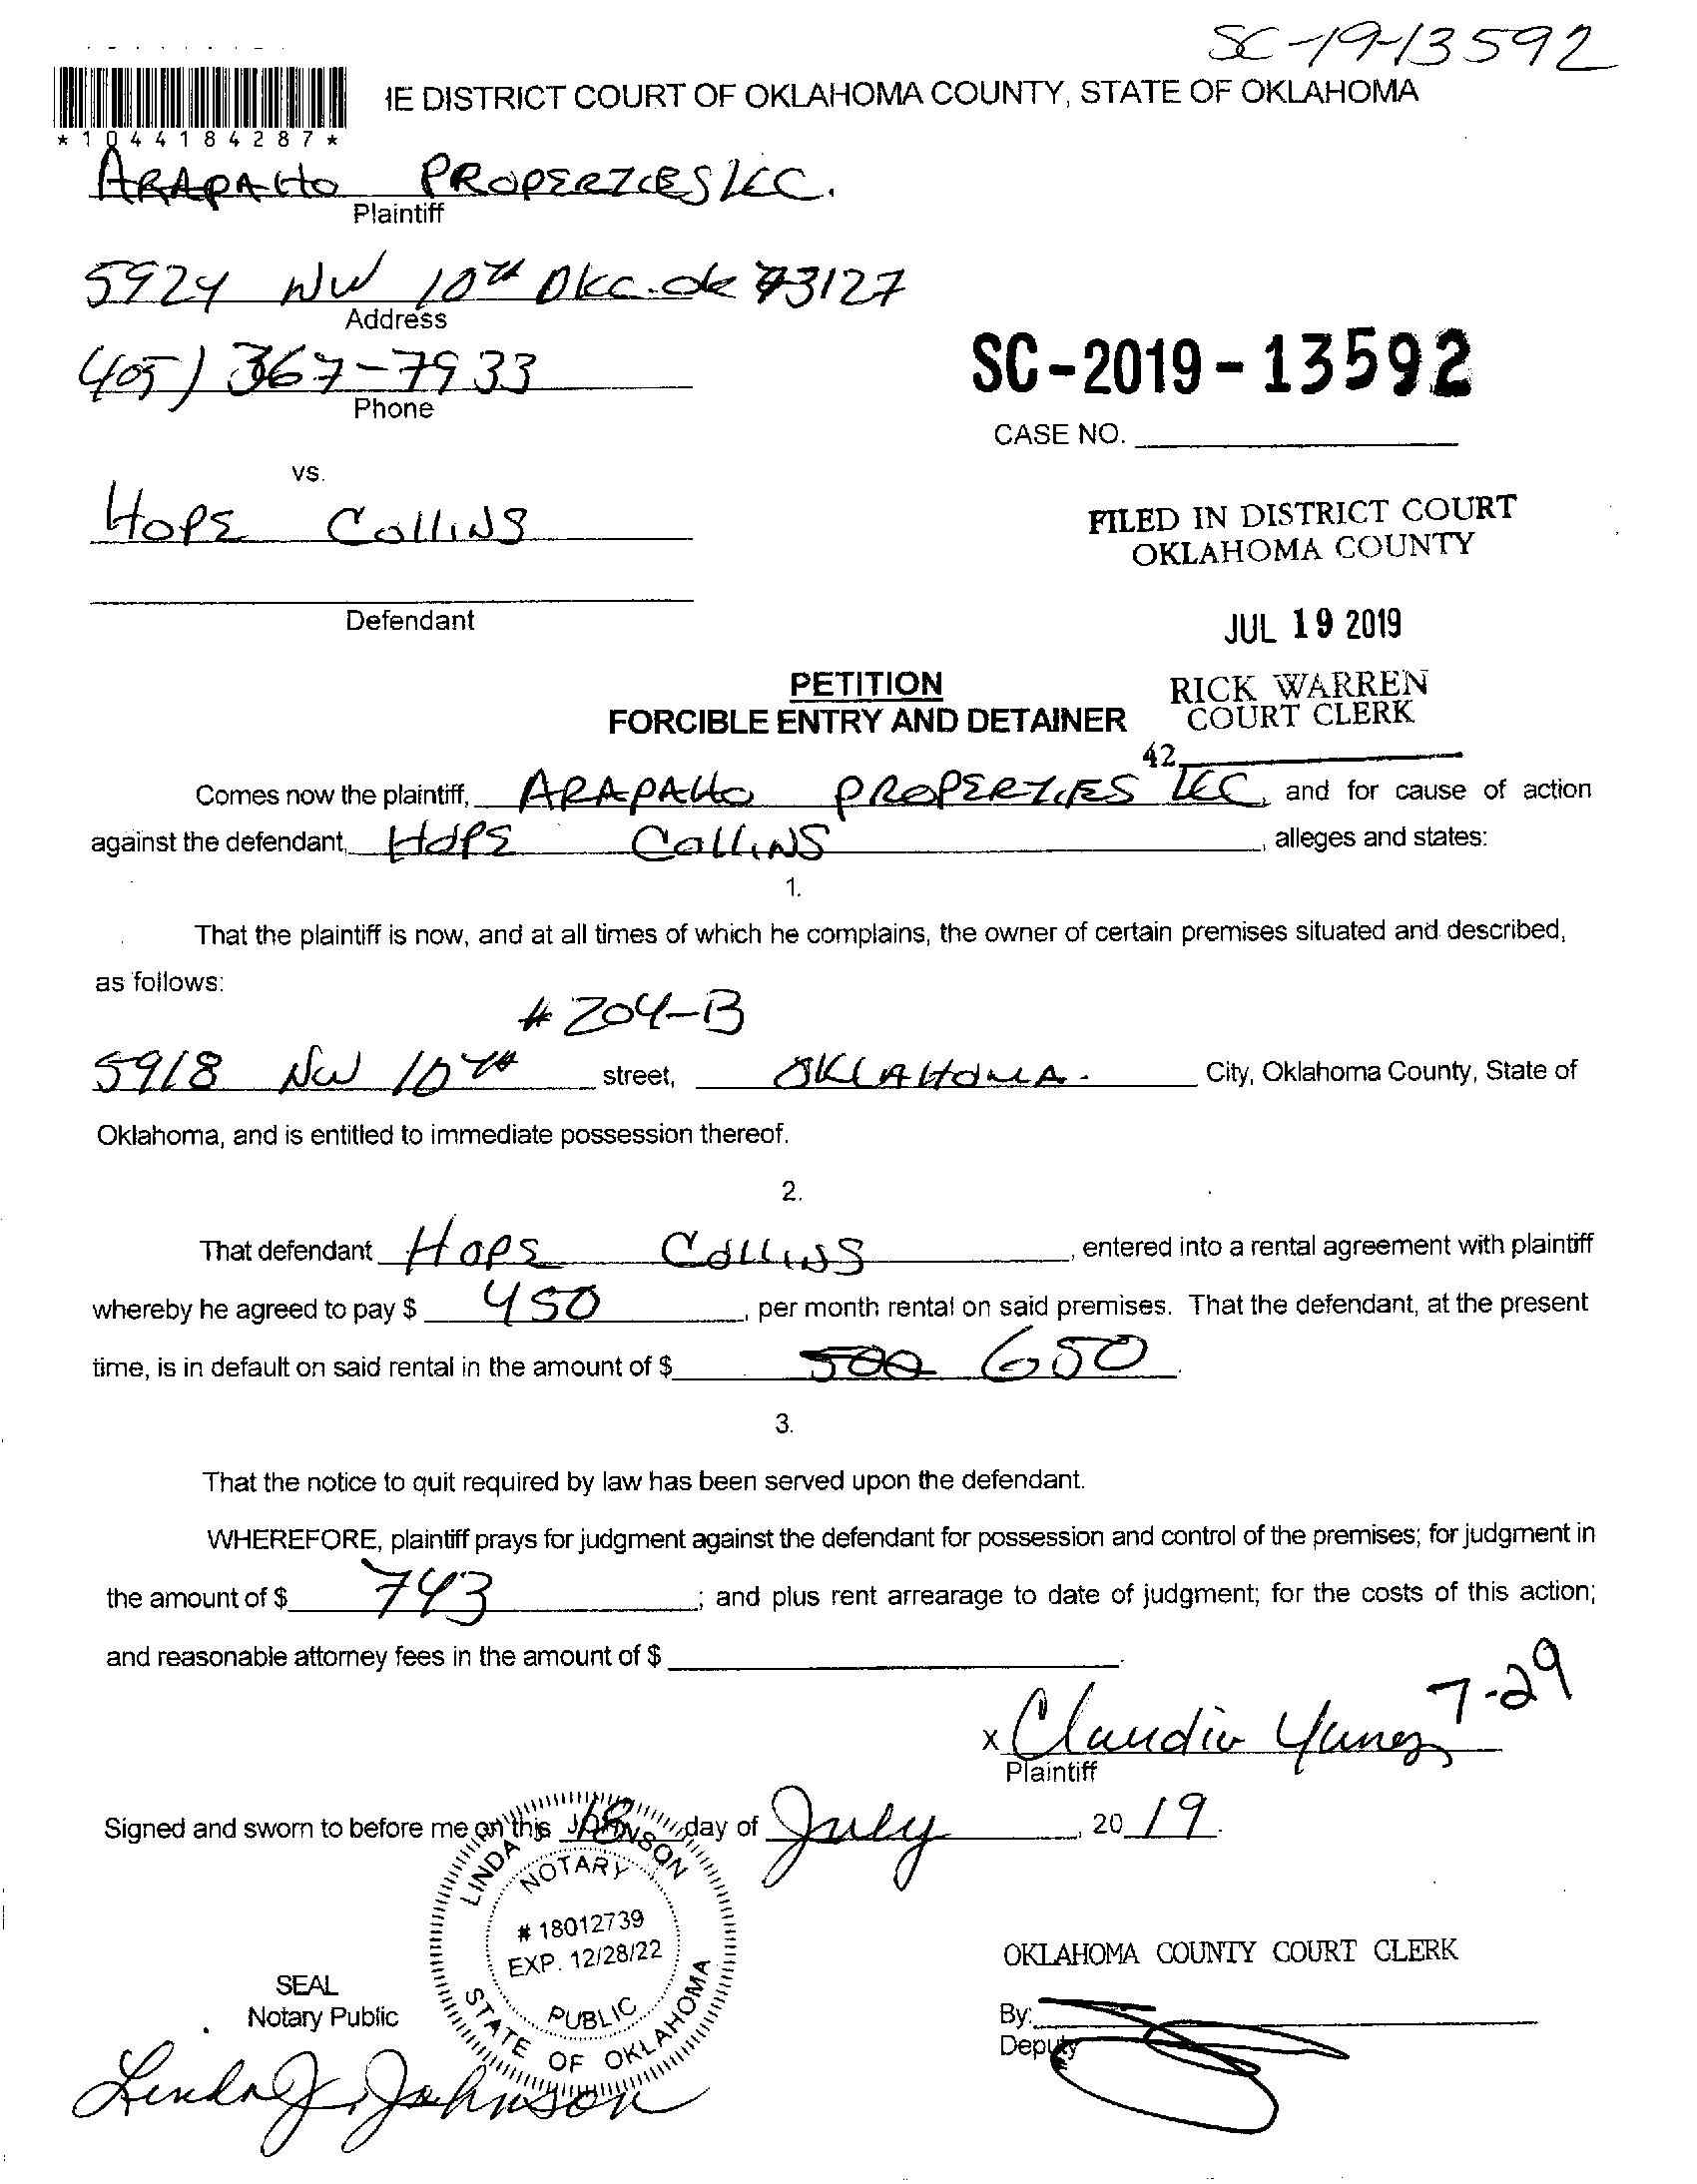 SC-19-13592
IE DISTRICT COURT OF OKLAHOMA COUNTY, STATE OF OKLAHOMA
*1044184287*
ARAPAHO PROPERTIES LLC.
Plaintiff
5924 NW 10th OKC. OK 73127
Address
405) 367-7933
Phone
SC-2019-13592
CASE NO.
vs.
HOPE COLLINS
FILED IN DISTRICT COURT
OKLAHOMA COUNTY
Defendant
JUL 19 2019
PETITION
RICK WARREN
FORCIBLE ENTRY AND DETAINER
COURT CLERK
42
Comes now the plaintiff, ARAPAHO PROPERTIES LLC, and for cause of action
against the defendant, HOPE COLLINS, alleges and states:
1.
That the plaintiff is now, and at all times of which he complains, the owner of certain premises situated and described,
as follows:
# 204-B
5918 NW 10TH street, OKLAHOMA. City, Oklahoma County, State of
Oklahoma, and is entitled to immediate possession thereof.
2.
That defendant HOPE COLLINS, entered into a rental agreement with plaintiff
whereby he agreed to pay $ 450, per month rental on said premises. That the defendant, at the present
time, is in default on said rental in the amount of $ 500 650.
3.
That the notice to quit required by law has been served upon the defendant.
WHEREFORE, plaintiff prays for judgment against the defendant for possession and control of the premises; for judgment in
the amount of $ 743; and plus rent arrearage to date of judgment; for the costs of this action;
and reasonable attorney fees in the amount of $
7-29
x Claudio Yanez
Plaintiff
Signed and sworn to before me on this 18 day of July, 20 19.
LINDA J. JOHNSON
NOTARY
# 18012739
EXP. 12/28/22
PUBLIC
STATE OF OKLAHOMA
OKLAHOMA COUNTY COURT CLERK
SEAL
Notary Public
By:
Deputy
Linda J. Johnson